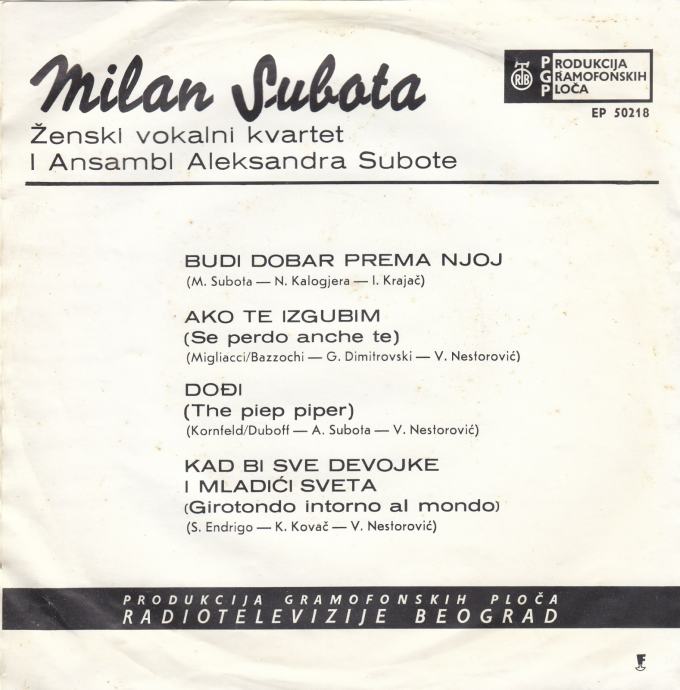 Milan Subota
Ženski vokalni kvartet
I Ansambl Aleksandra Subote
RTB
PGP
PRODUKCIJA
GRAMOFONSKIH
PLOČA
EP 50218
BUDI DOBAR PREMA NJOJ
(M. Subota — N. Kalogjera — I. Krajač)
AKO TE IZGUBIM
(Se perdo anche te)
(Migliacci/Bazzochi — G. Dimitrovski — V. Nestorović)
DOĐI
(The piep piper)
(Kornfeld/Duboff — A. Subota — V. Nestorović)
KAD BI SVE DEVOJKE
I MLADIĆI SVETA
(Girotondo intorno al mondo)
(S. Endrigo — K. Kovač — V. Nestorović)
PRODUKCIJA GRAMOFONSKIH PLOČA
RADIOTELEVIZIJE BEOGRAD